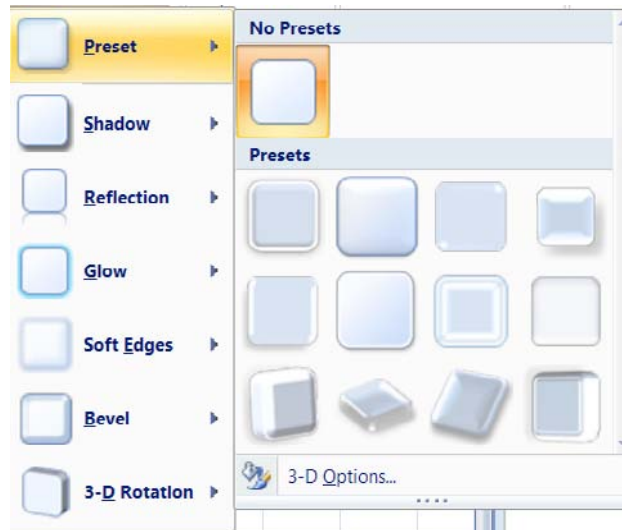 Preset
Shadow
Reflection
Glow
Soft Edges
Bevel
3-D Rotation
No Presets
Presets
3-D Options...